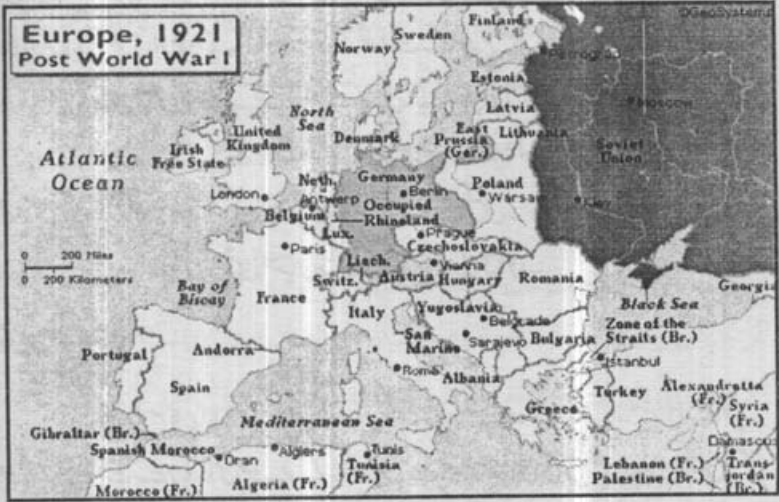 Europe, 1921
Post World War I
©GeoSystems
Norway
Sweden
Finland
Petrograd
Estonia
Moscow
Latvia
North
Sea
Denmark
Lithuania
East
Prussia
(Ger.)
Soviet
Union
United
Kingdom
Irish
Free State
Atlantic
Ocean
Neth.
Germany
Berlin
Poland
Warsaw
Kiev
London
Antwerp
Occupied
Rhineland
Belgium
Lux.
Prague
Czechoslovakia
Paris
200 Miles
200 Kilometers
Liech.
Vienna
Switz.
Austria
Hungary
Romania
Georgia
Bay of
Biscay
France
Italy
Yugoslavia
Belgrade
Black Sea
Zone of the
Straits (Br.)
San
Marino
Sarajevo
Bulgaria
Istanbul
Portugal
Andorra
Spain
Rome
Albania
Greece
Turkey
Alexandretta
(Fr.)
Syria
(Fr.)
Mediterranean Sea
Gibraltar (Br.)
Spanish Morocco
Oran
Algiers
Tunis
Tunisia
(Fr.)
Damascus
Lebanon (Fr.)
Palestine (Br.)
Trans-
jordan
(Br.)
Morocco (Fr.)
Algeria (Fr.)